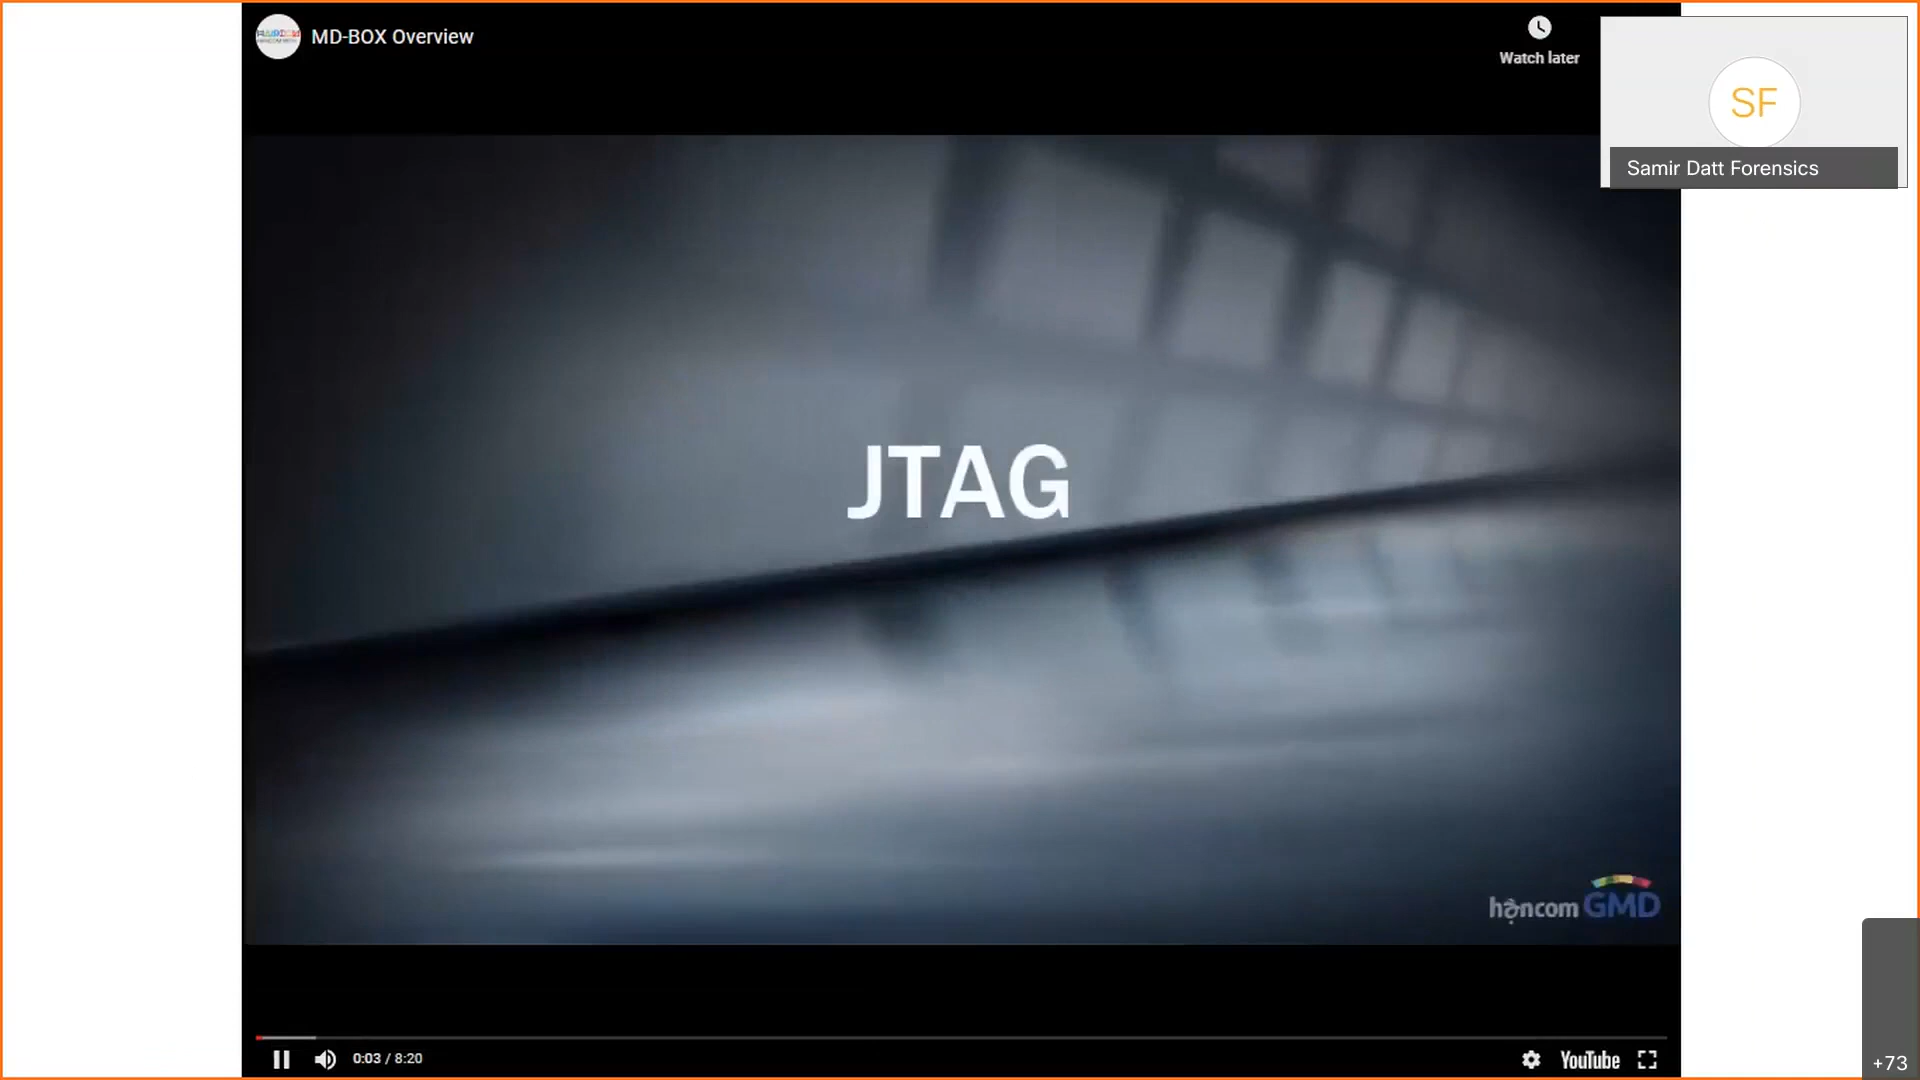 MD-BOX Overview
Watch later
SF
Samir Datt Forensics
JTAG
hancom GMD
0:03 / 8:20
YouTube
+73